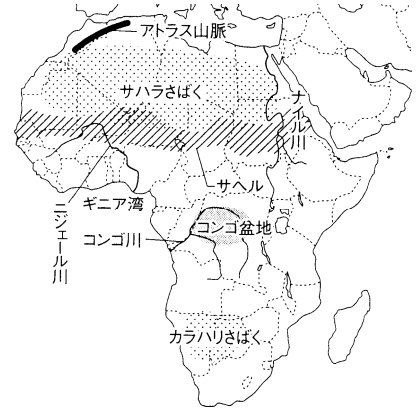 アトラス山脈
サハラさばく
ナイル川
サヘル
ギニア湾
ニジェール川
コンゴ川
コンゴ盆地
カラハリさばく